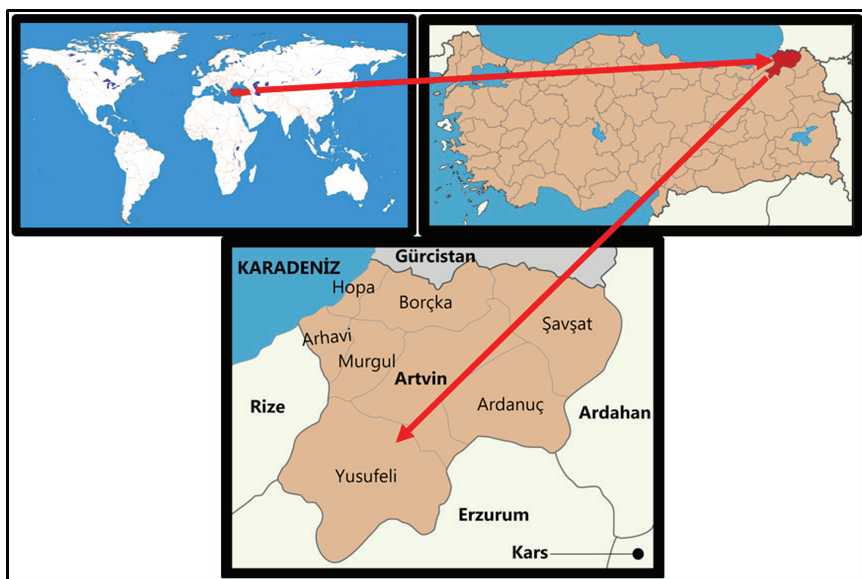 KARADENİZ
Gürcistan
Hopa
Borçka
Şavşat
Arhavi
Murgul
Artvin
Rize
Ardanuç
Ardahan
Yusufeli
Erzurum
Kars